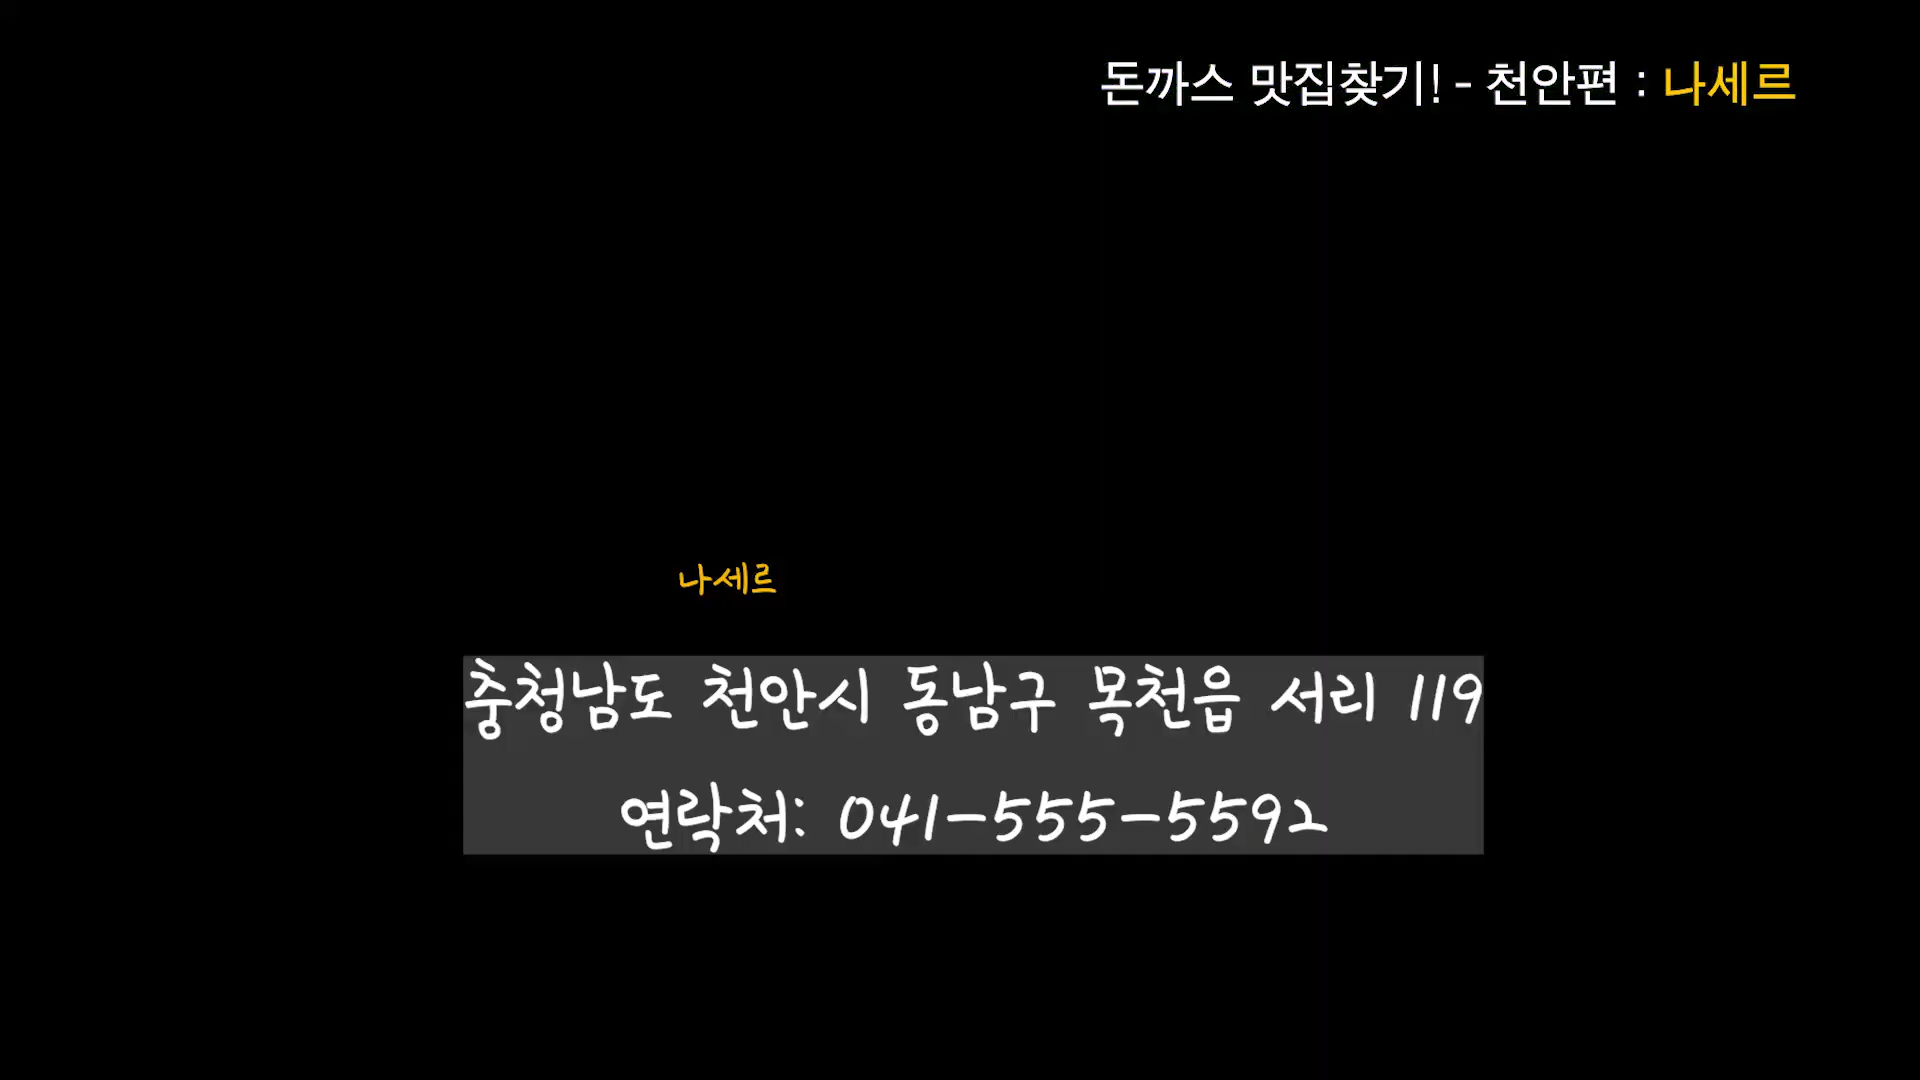 돈까스 맛집찾기! - 천안편 : 나세르
나세르
충청남도 천안시 동남구 목천읍 서리 119
연락처: 041-555-5592